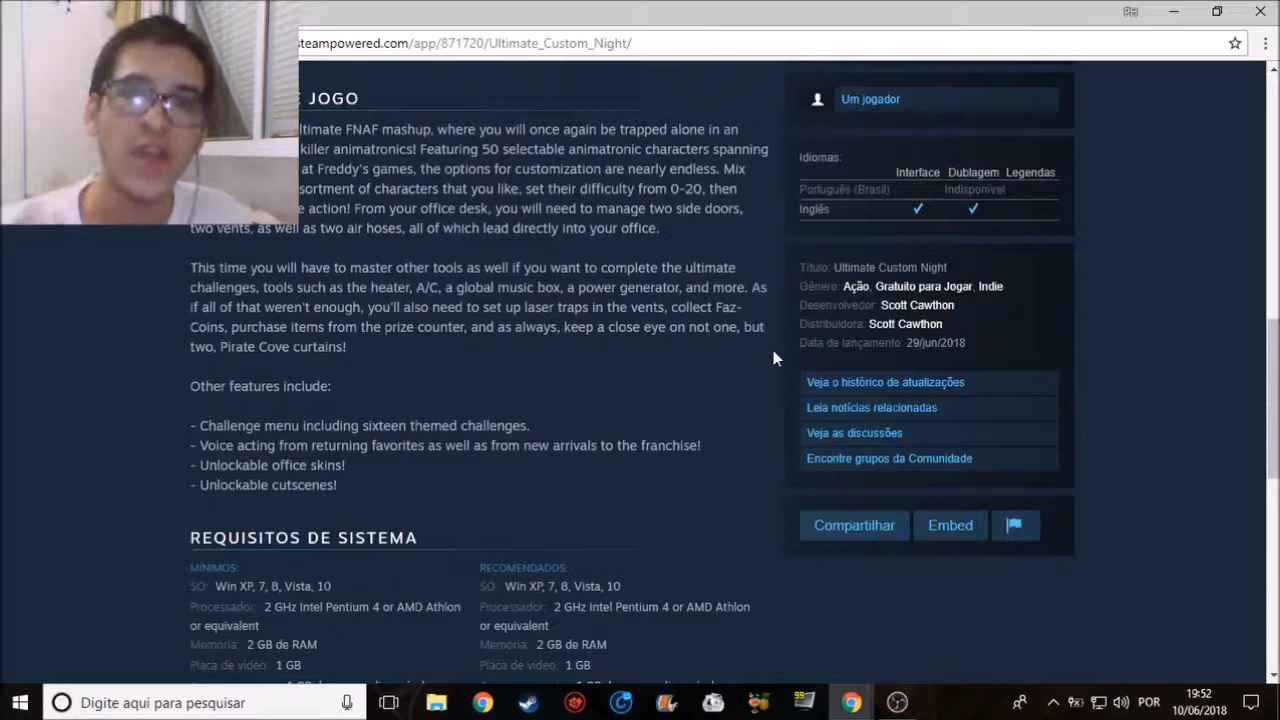 PH
steampowered.com/app/871720/Ultimate_Custom_Night/
E JOGO
ltimate FNAF mashup, where you will once again be trapped alone in an
killer animatronics! Featuring 50 selectable animatronic characters spanning
at Freddy's games, the options for customization are nearly endless. Mix
sortment of characters that you like, set their difficulty from 0-20, then
e action! From your office desk, you will need to manage two side doors,
two vents, as well as two air hoses, all of which lead directly into your office.
This time you will have to master other tools as well if you want to complete the ultimate
challenges, tools such as the heater, A/C, a global music box, a power generator, and more. As
if all of that weren't enough, you'll also need to set up laser traps in the vents, collect Faz-
Coins, purchase items from the prize counter, and as always, keep a close eye on not one, but
two, Pirate Cove curtains!
Other features include:
- Challenge menu including sixteen themed challenges.
- Voice acting from returning favorites as well as from new arrivals to the franchise!
- Unlockable office skins!
- Unlockable cutscenes!
REQUISITOS DE SISTEMA
MÍNIMOS:
SO: Win XP, 7, 8, Vista, 10
Processador: 2 GHz Intel Pentium 4 or AMD Athlon
or equivalent
Memória: 2 GB de RAM
Placa de vídeo: 1 GB
RECOMENDADOS:
SO: Win XP, 7, 8, Vista, 10
Processador: 2 GHz Intel Pentium 4 or AMD Athlon
or equivalent
Memória: 2 GB de RAM
Placa de vídeo: 1 GB
Um jogador
Idiomas:
Interface Dublagem Legendas
Português (Brasil) Indisponível
Inglês ✓ ✓
Título: Ultimate Custom Night
Gênero: Ação, Gratuito para Jogar, Indie
Desenvolvedor: Scott Cawthon
Distribuidora: Scott Cawthon
Data de lançamento: 29/jun/2018
Veja o histórico de atualizações
Leia notícias relacionadas
Veja as discussões
Encontre grupos da Comunidade
Compartilhar Embed
Digite aqui para pesquisar
99
POR
19:52
10/06/2018